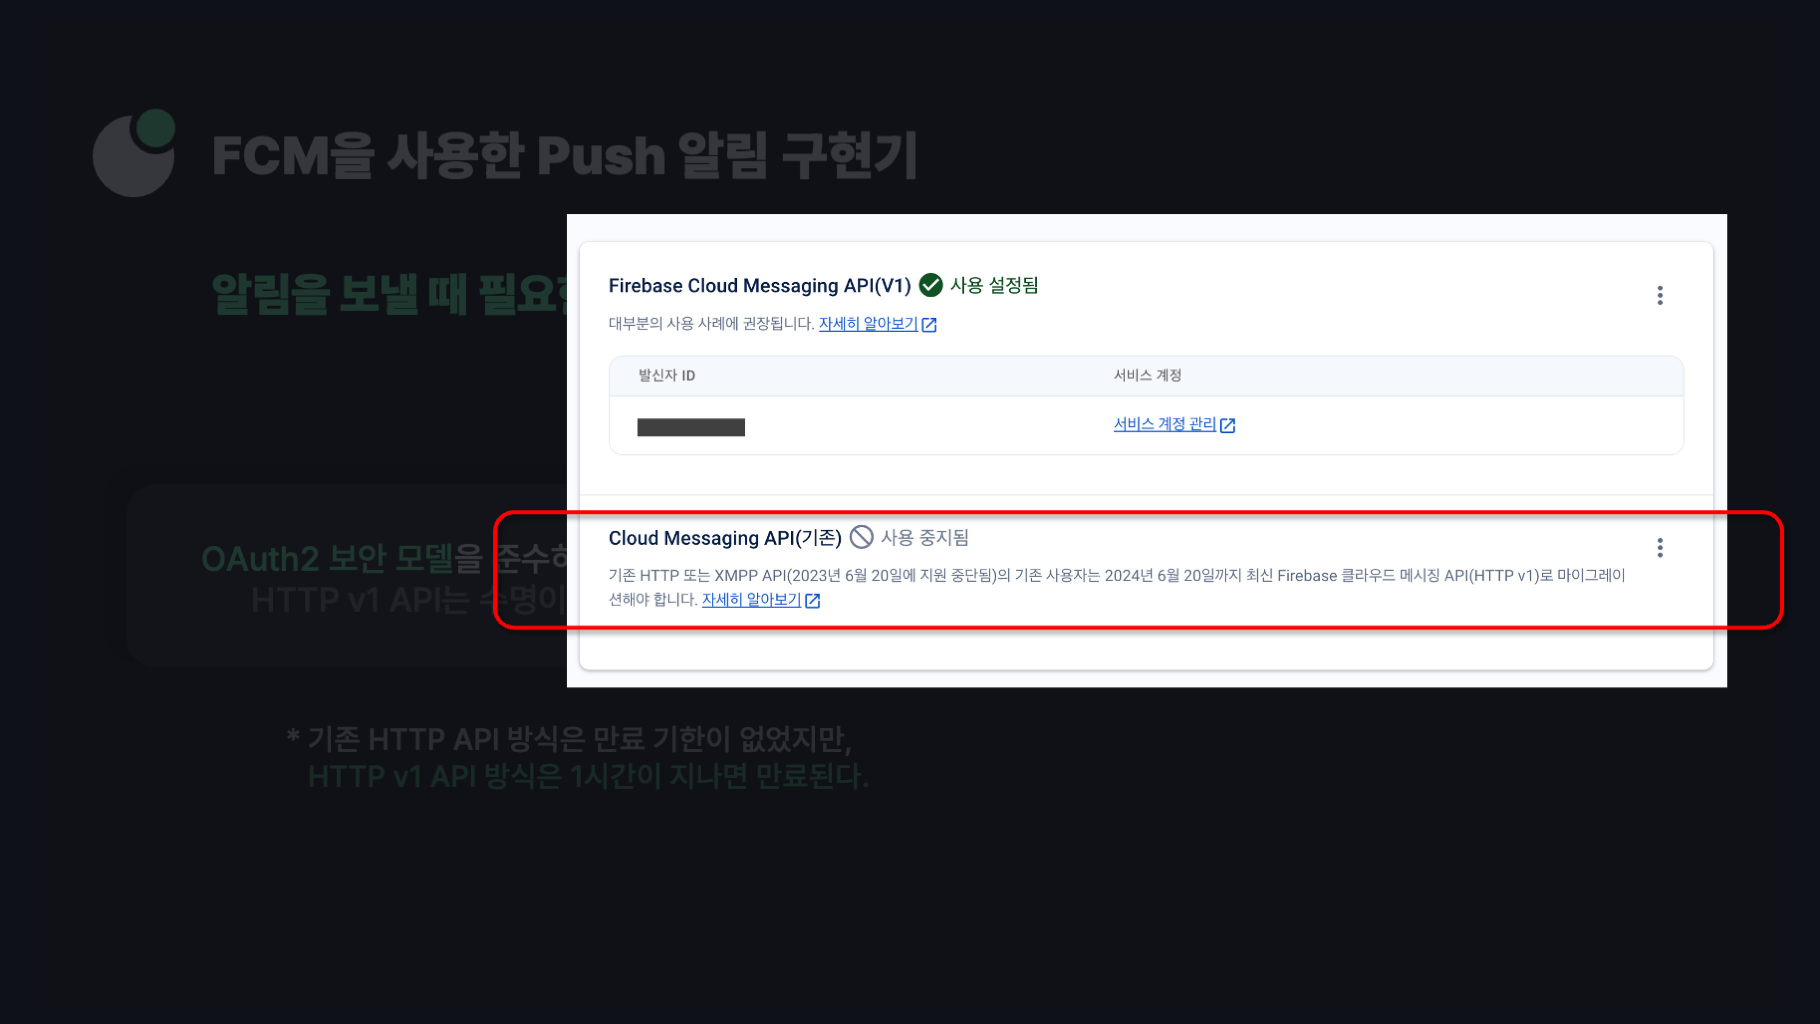 FCM을 사용한 Push 알림 구현기
알림을 보낼 때 필요한
Firebase Cloud Messaging API(V1) 사용 설정됨
대부분의 사용 사례에 권장됩니다. 자세히 알아보기
발신자 ID 서비스 계정
서비스 계정 관리
OAuth2 보안 모델을 준수하
HTTP v1 API는 수명이
Cloud Messaging API(기존) 사용 중지됨
기존 HTTP 또는 XMPP API(2023년 6월 20일에 지원 중단됨)의 기존 사용자는 2024년 6월 20일까지 최신 Firebase 클라우드 메시징 API(HTTP v1)로 마이그레이
션해야 합니다. 자세히 알아보기
* 기존 HTTP API 방식은 만료 기한이 없었지만,
HTTP v1 API 방식은 1시간이 지나면 만료된다.